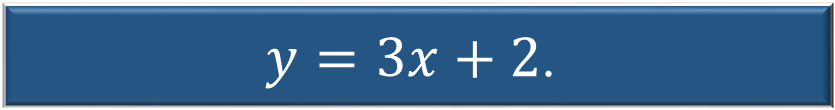 y = 3x + 2.